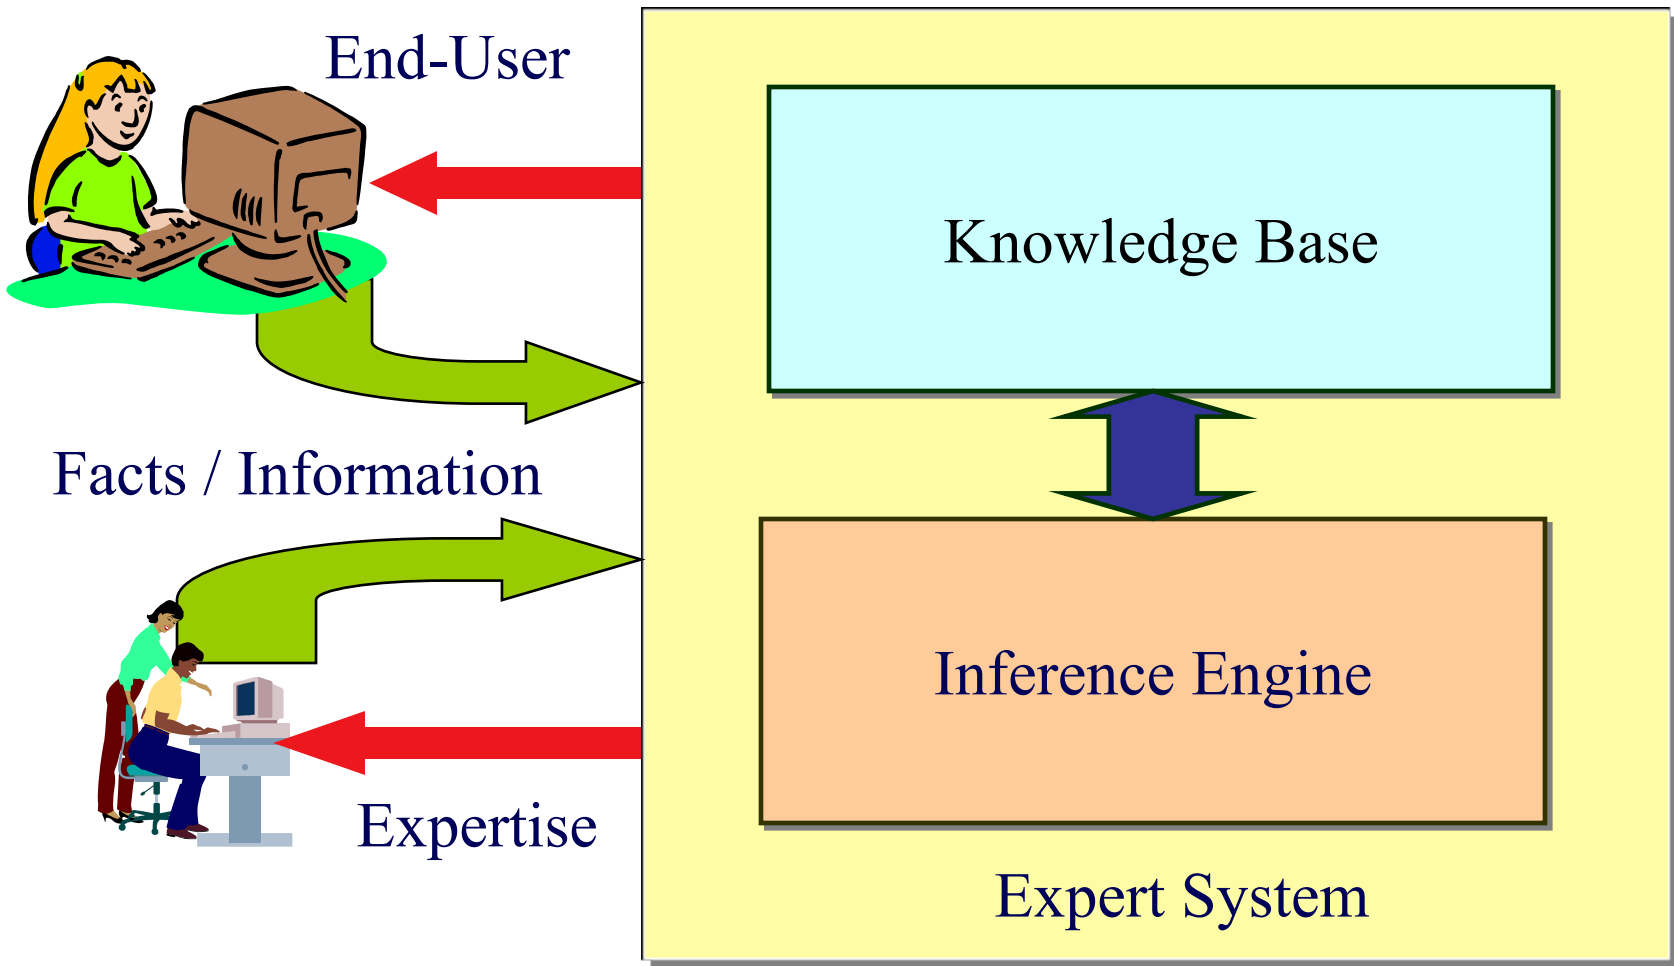 End-User
Knowledge Base
Facts / Information
Inference Engine
Expertise
Expert System